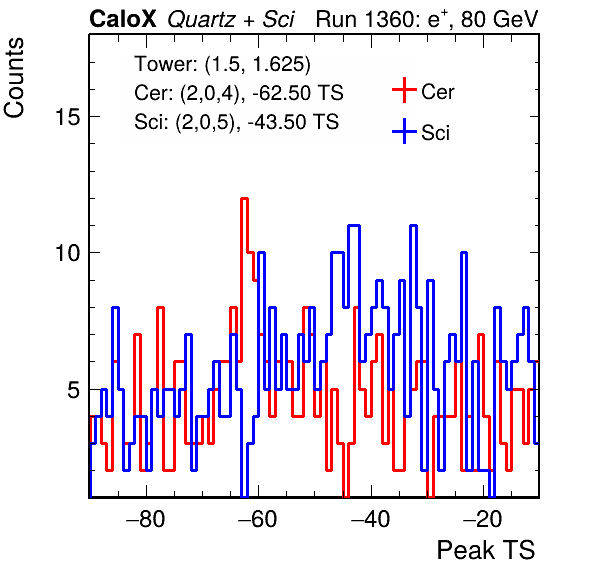 CaloX Quartz + Sci Run 1360: e+, 80 GeV
Counts
Tower: (1.5, 1.625)
Cer: (2,0,4), -62.50 TS
Sci: (2,0,5), -43.50 TS
Cer
Sci
15
10
5
−80 −60 −40 −20
Peak TS